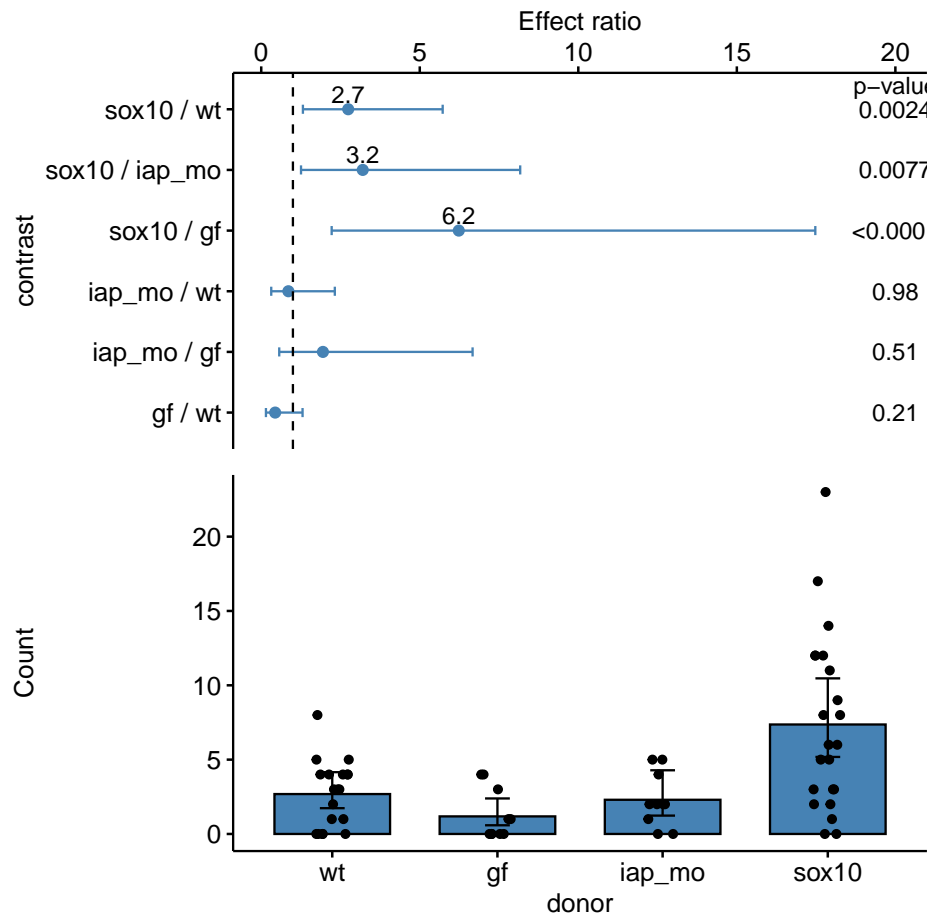 Effect ratio
0 5 10 15 20
p−value
sox10 / wt 2.7 0.0024
sox10 / iap_mo 3.2 0.0077
sox10 / gf 6.2 <0.000
iap_mo / wt 0.98
iap_mo / gf 0.51
gf / wt 0.21
contrast
20
15
10
5
0
Count
wt gf iap_mo sox10
donor